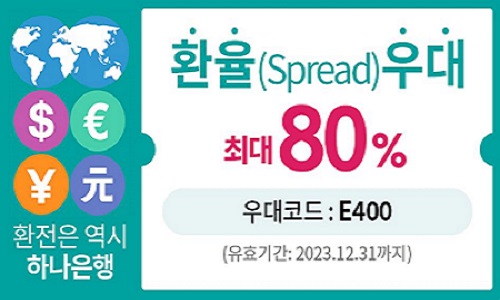 환율(Spread)우대
최대 80%
우대코드 : E400
(유효기간: 2023.12.31까지)
$ €
¥ 元
환전은 역시
하나은행